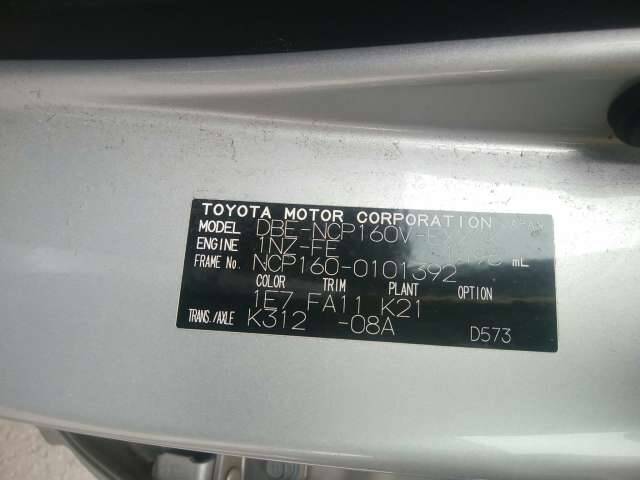 TOYOTA MOTOR CORPORATION
MODEL DBE-NCP160V-
ENGINE 1NZ-FE mL
FRAME No. NCP160-0101392
COLOR TRIM PLANT OPTION
1E7 FA11 K21
TRANS./AXLE K312 -08A D573